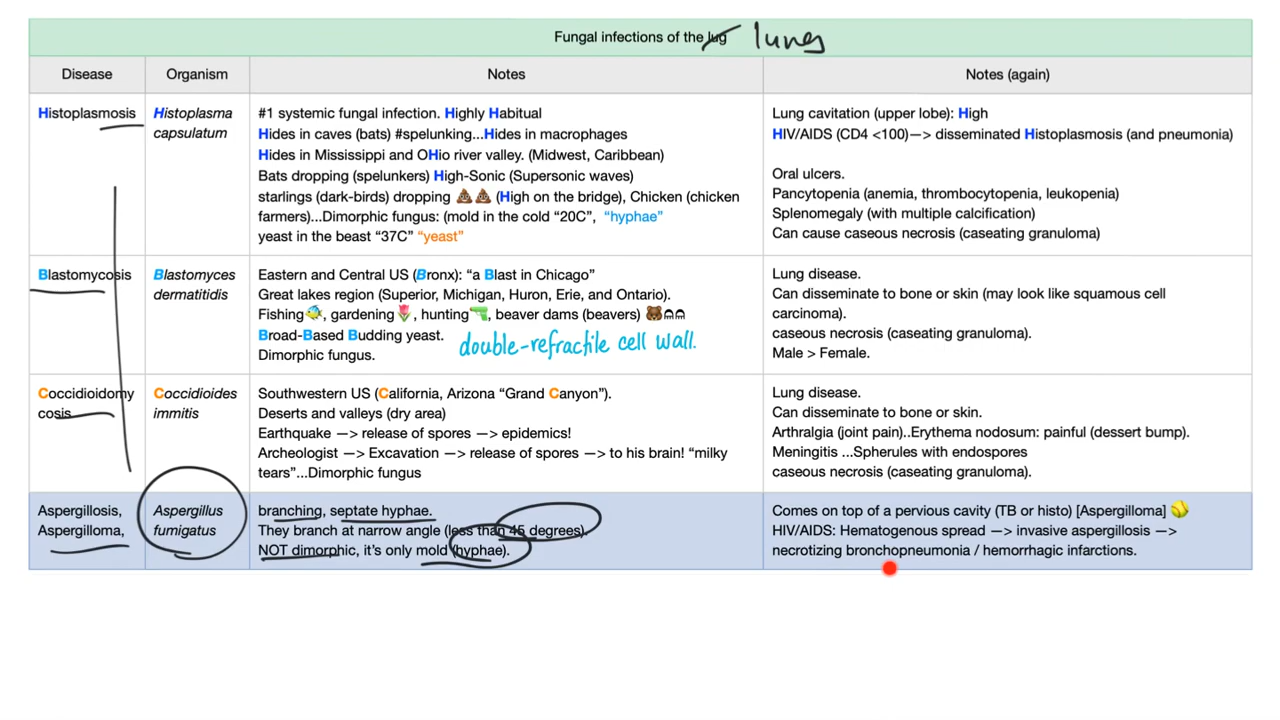 Fungal infections of the lug lung
Disease
Organism
Notes
Notes (again)
Histoplasmosis
Histoplasma
capsulatum
#1 systemic fungal infection. Highly Habitual
Hides in caves (bats) #spelunking...Hides in macrophages
Hides in Mississippi and OHio river valley. (Midwest, Caribbean)
Bats dropping (spelunkers) High-Sonic (Supersonic waves)
starlings (dark-birds) dropping 💩💩 (High on the bridge), Chicken (chicken
farmers)...Dimorphic fungus: (mold in the cold “20C”, “hyphae”
yeast in the beast “37C” “yeast”
Lung cavitation (upper lobe): High
HIV/AIDS (CD4 <100)—> disseminated Histoplasmosis (and pneumonia)
Oral ulcers.
Pancytopenia (anemia, thrombocytopenia, leukopenia)
Splenomegaly (with multiple calcification)
Can cause caseous necrosis (caseating granuloma)
Blastomycosis
Blastomyces
dermatitidis
Eastern and Central US (Bronx): “a Blast in Chicago”
Great lakes region (Superior, Michigan, Huron, Erie, and Ontario).
Fishing🐠, gardening🌷, hunting🔫, beaver dams (beavers) 🐻
Broad-Based Budding yeast.
double-refractile cell wall.
Dimorphic fungus.
Lung disease.
Can disseminate to bone or skin (may look like squamous cell
carcinoma).
caseous necrosis (caseating granuloma).
Male > Female.
Coccidioidomy
cosis
Coccidioides
immitis
Southwestern US (California, Arizona “Grand Canyon”).
Deserts and valleys (dry area)
Earthquake —> release of spores —> epidemics!
Archeologist —> Excavation —> release of spores —> to his brain! “milky
tears”...Dimorphic fungus
Lung disease.
Can disseminate to bone or skin.
Arthralgia (joint pain)..Erythema nodosum: painful (dessert bump).
Meningitis ...Spherules with endospores
caseous necrosis (caseating granuloma).
Aspergillosis,
Aspergilloma,
Aspergillus
fumigatus
branching, septate hyphae.
They branch at narrow angle (less than 45 degrees).
NOT dimorphic, it’s only mold (hyphae).
Comes on top of a pervious cavity (TB or histo) [Aspergilloma] 🥎
HIV/AIDS: Hematogenous spread —> invasive aspergillosis —>
necrotizing bronchopneumonia / hemorrhagic infarctions.